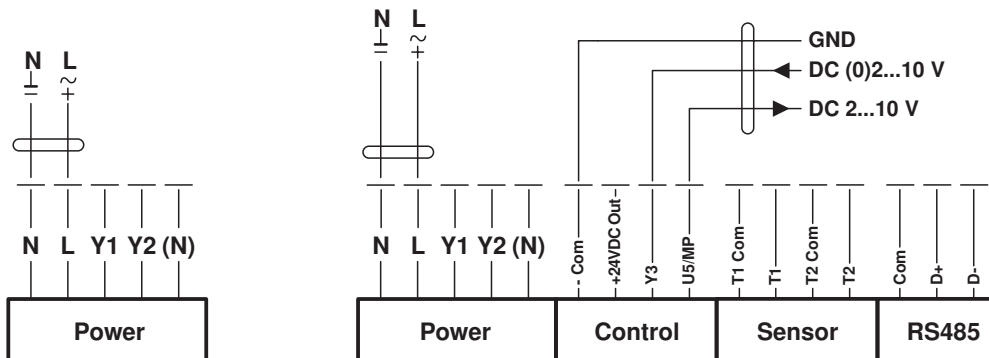 N L
⊥ ~
= +
N L Y1 Y2 (N)
Power
N L
⊥ ~
= +
GND
DC (0)2...10 V
DC 2...10 V
N L Y1 Y2 (N)
- Com
+24VDC Out
Y3
U5/MP
T1 Com
T1
T2 Com
T2
Com
D+
D-
Power Control Sensor RS485